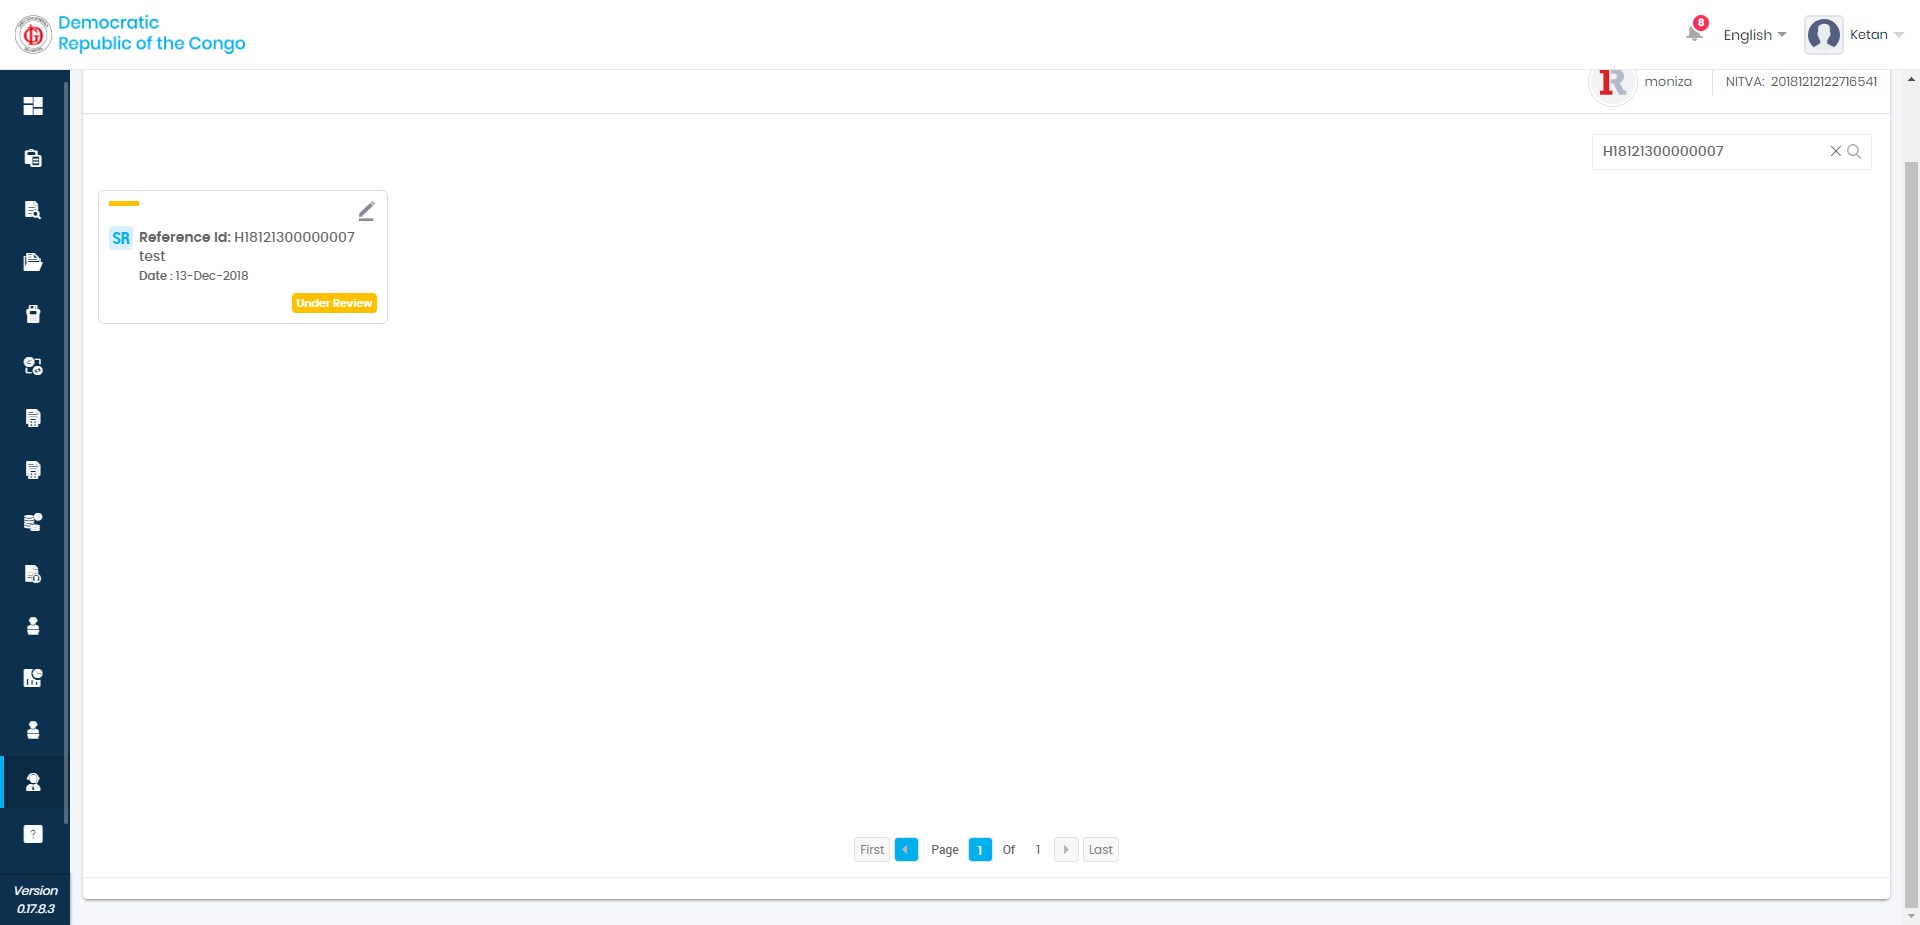 Democratic
Republic of the Congo
8
English
Ketan
moniza
NITVA: 20181212122716541
H18121300000007
SR
Reference Id: H18121300000007
test
Date : 13-Dec-2018
Under Review
First
Page 1 Of 1
Last
Version
0.17.8.3